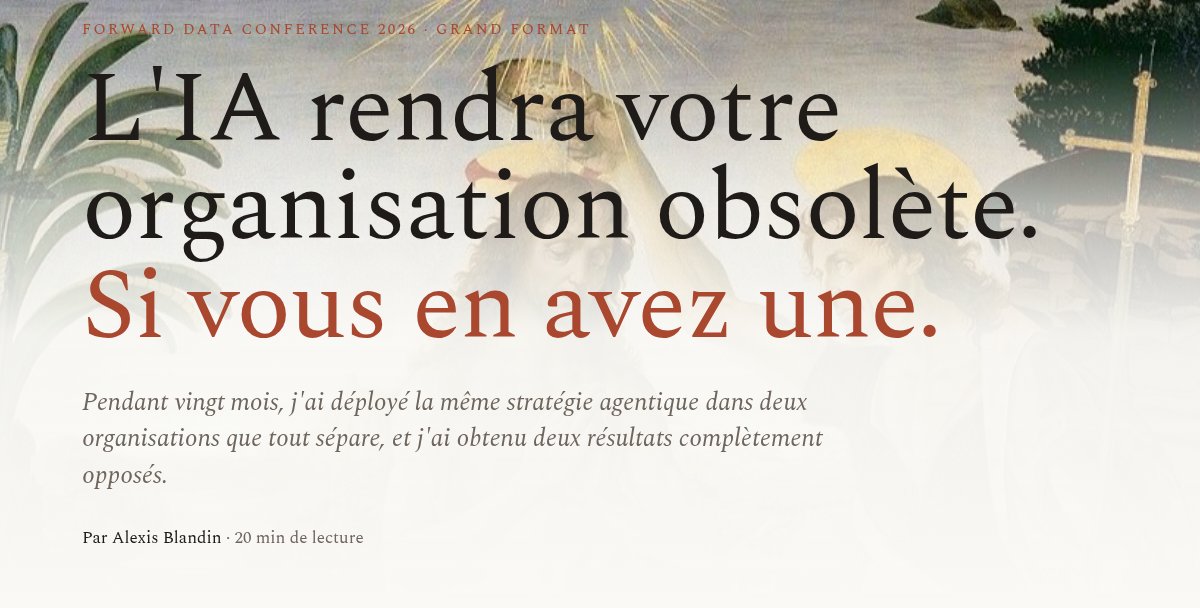 FORWARD DATA CONFERENCE 2026 · GRAND FORMAT
L'IA rendra votre
organisation obsolète.
Si vous en avez une.
Pendant vingt mois, j'ai déployé la même stratégie agentique dans deux
organisations que tout sépare, et j'ai obtenu deux résultats complètement
opposés.
Par Alexis Blandin · 20 min de lecture